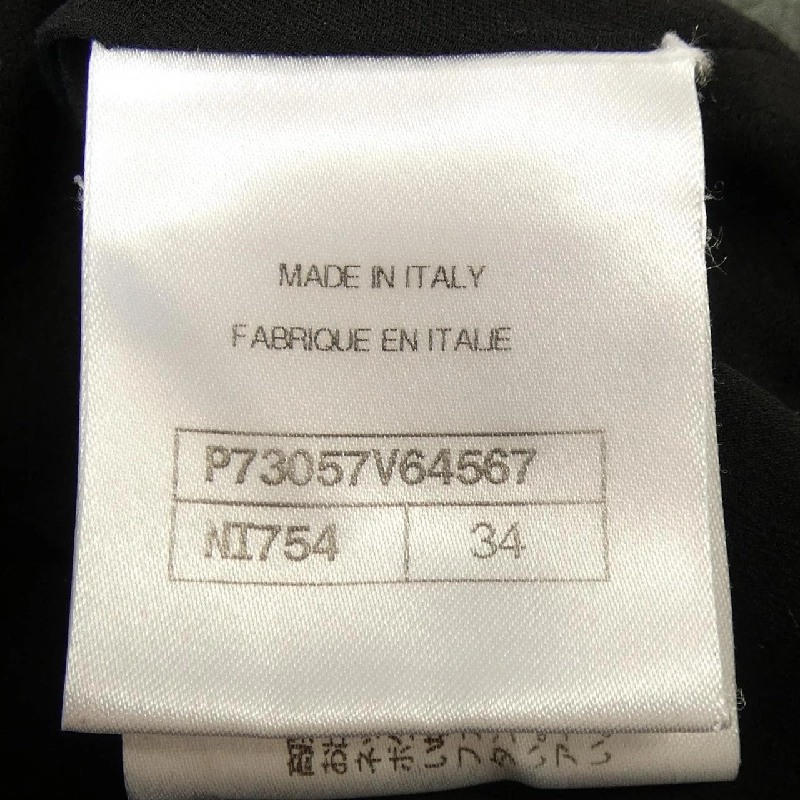 MADE IN ITALY
FABRIQUE EN ITALIE
P73057V64567
NI754
34